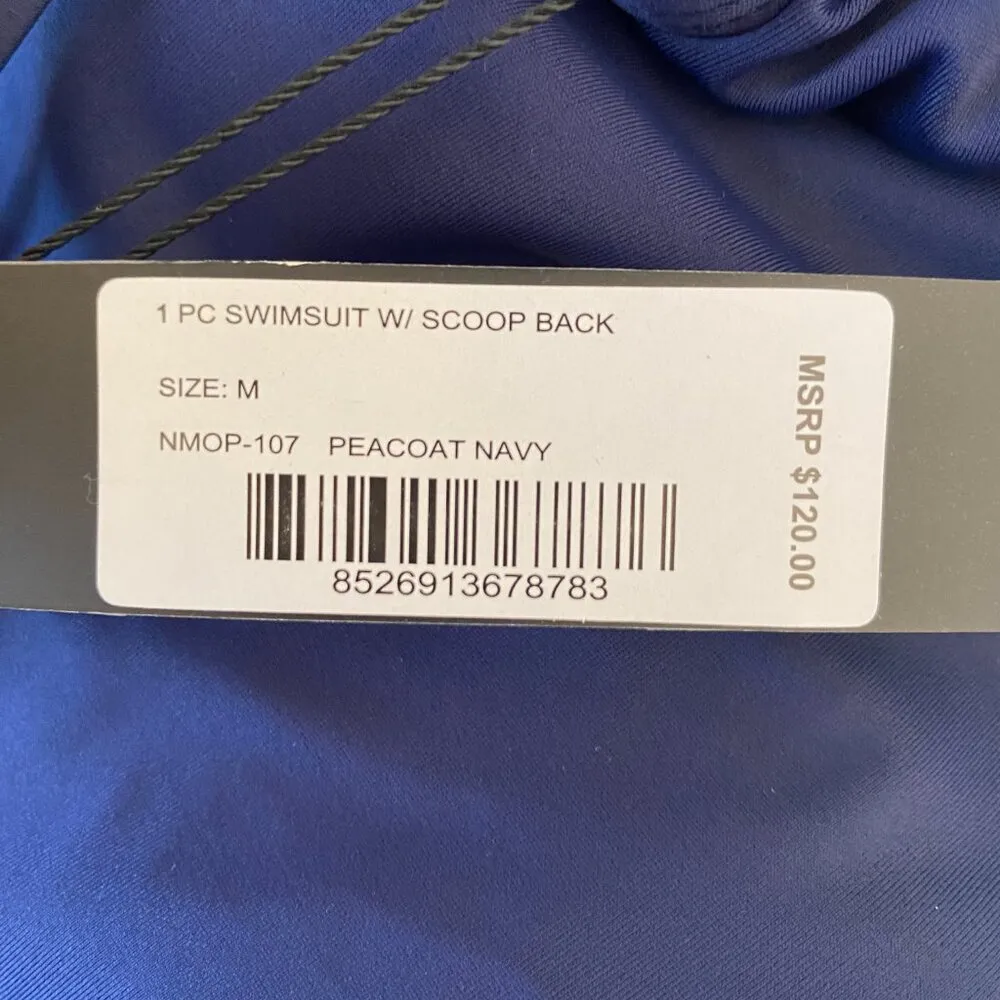 1 PC SWIMSUIT W/ SCOOP BACK
SIZE: M
NMOP-107 PEACOAT NAVY
8526913678783
MSRP $120.00